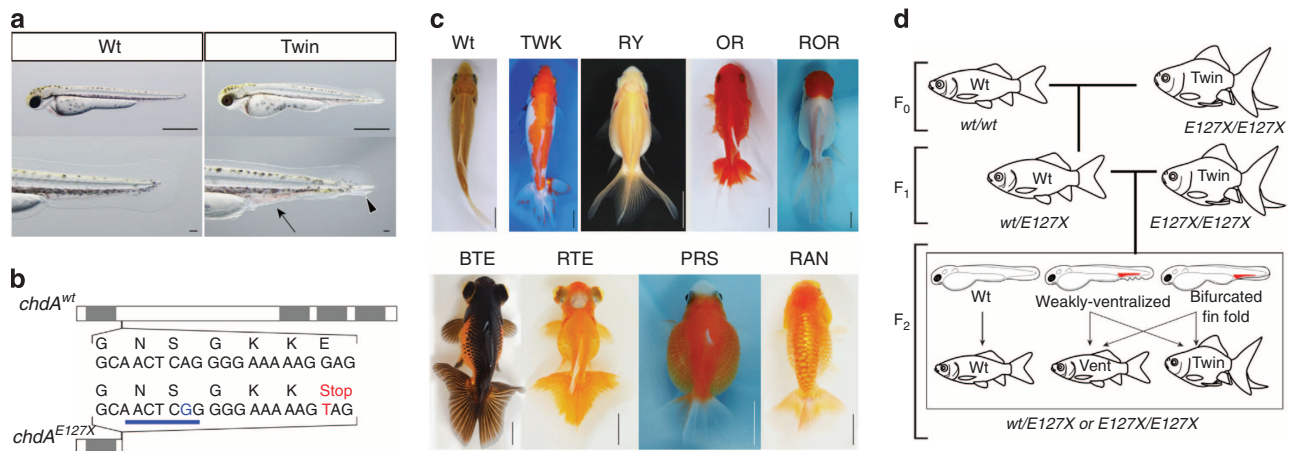 a
Wt Twin
b
chdA^wt
G N S G K K E
GCA ACT CAG GGG AAA AAG GAG
G N S G K K Stop
GCA ACT CGG GGG AAA AAG TAG
chdA^E127X
c
Wt TWK RY OR ROR
BTE RTE PRS RAN
d
F0
Wt Twin
wt/wt E127X/E127X
F1
Wt Twin
wt/E127X E127X/E127X
F2
Wt Weakly-ventralized Bifurcated
fin fold
Wt Vent Twin
wt/E127X or E127X/E127X